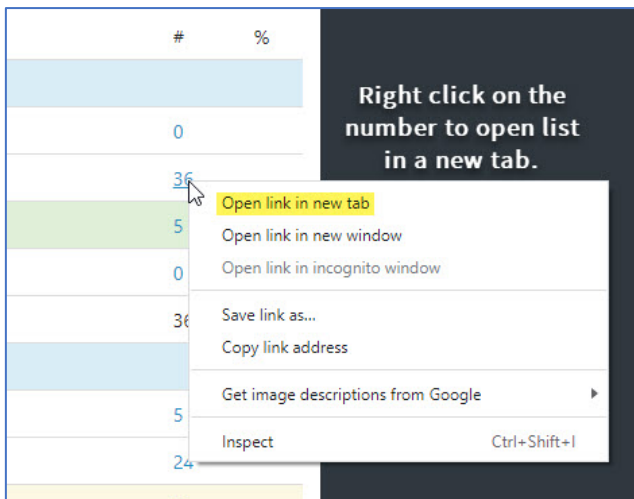 # %
Right click on the
number to open list
in a new tab.
0
36
Open link in new tab
5
Open link in new window
0
Open link in incognito window
Save link as...
36
Copy link address
Get image descriptions from Google
5
Inspect Ctrl+Shift+I
24